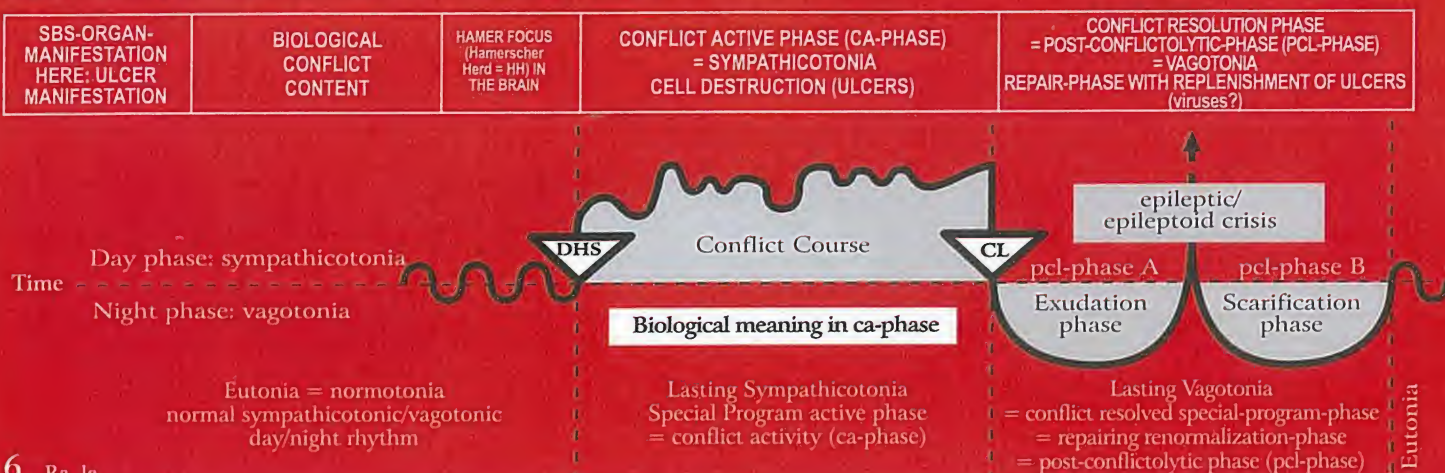 SBS-ORGAN-
MANIFESTATION
HERE: ULCER
MANIFESTATION
BIOLOGICAL
CONFLICT
CONTENT
HAMER FOCUS
(Hamerscher
Herd = HH) IN
THE BRAIN
CONFLICT ACTIVE PHASE (CA-PHASE)
= SYMPATHICOTONIA
CELL DESTRUCTION (ULCERS)
CONFLICT RESOLUTION PHASE
= POST-CONFLICTOLYTIC-PHASE (PCL-PHASE)
= VAGOTONIA
REPAIR-PHASE WITH REPLENISHMENT OF ULCERS
(viruses?)
epileptic/
epileptoid crisis
DHS
Conflict Course
CL
Day phase: sympathicotonia
pcl-phase A
pcl-phase B
Time
Night phase: vagotonia
Exudation
phase
Scarification
phase
Biological meaning in ca-phase
Eutonia = normotonia
normal sympathicotonic/vagotonic
day/night rhythm
Lasting Sympathicotonia
Special Program active phase
= conflict activity (ca-phase)
Lasting Vagotonia
= conflict resolved special-program-phase
= repairing renormalization-phase
= post-conflictolytic phase (pcl-phase)
Eutonia
6